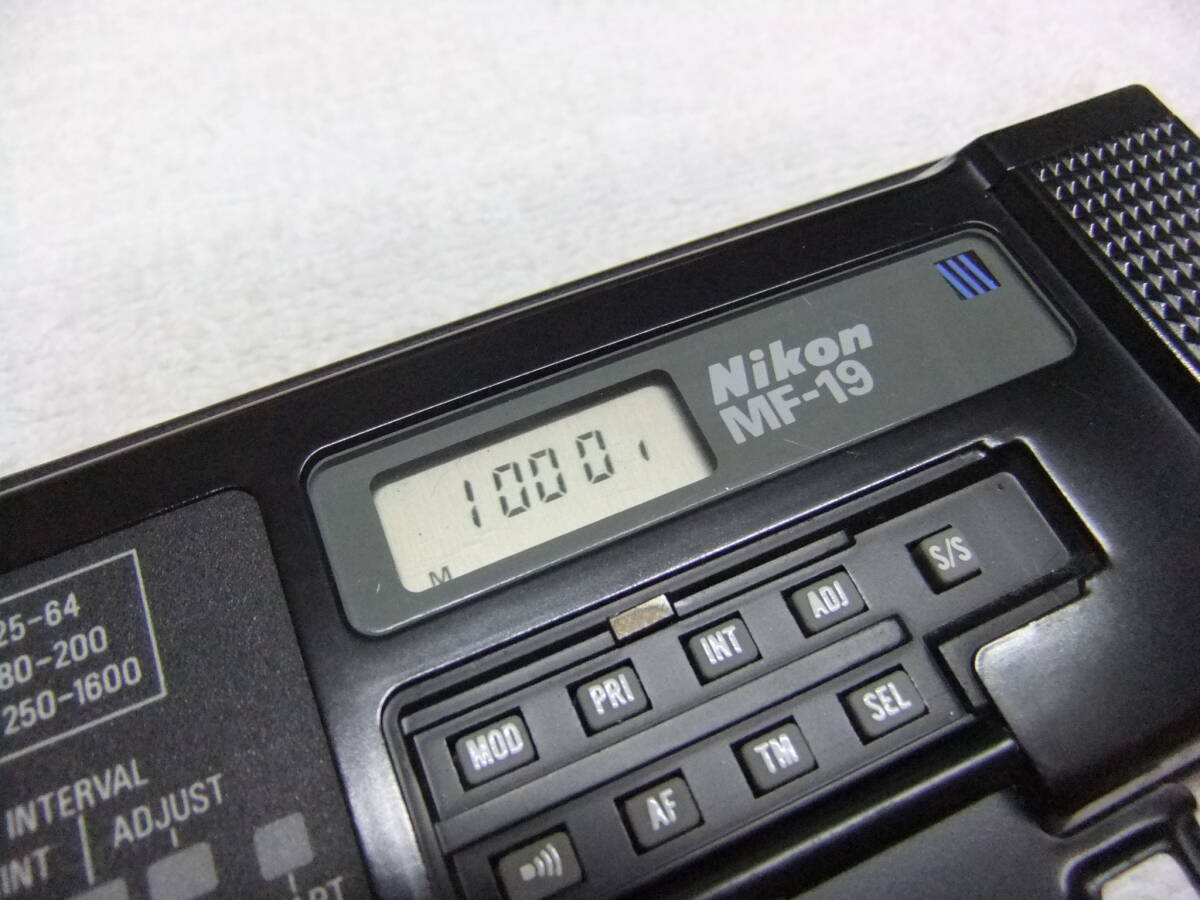 Nikon
MF-19
1000,
M
25-64
80-200
250-1600
INTERVAL
ADJUST
INT
MOD PRI INT ADJ S/S
AF TM SEL